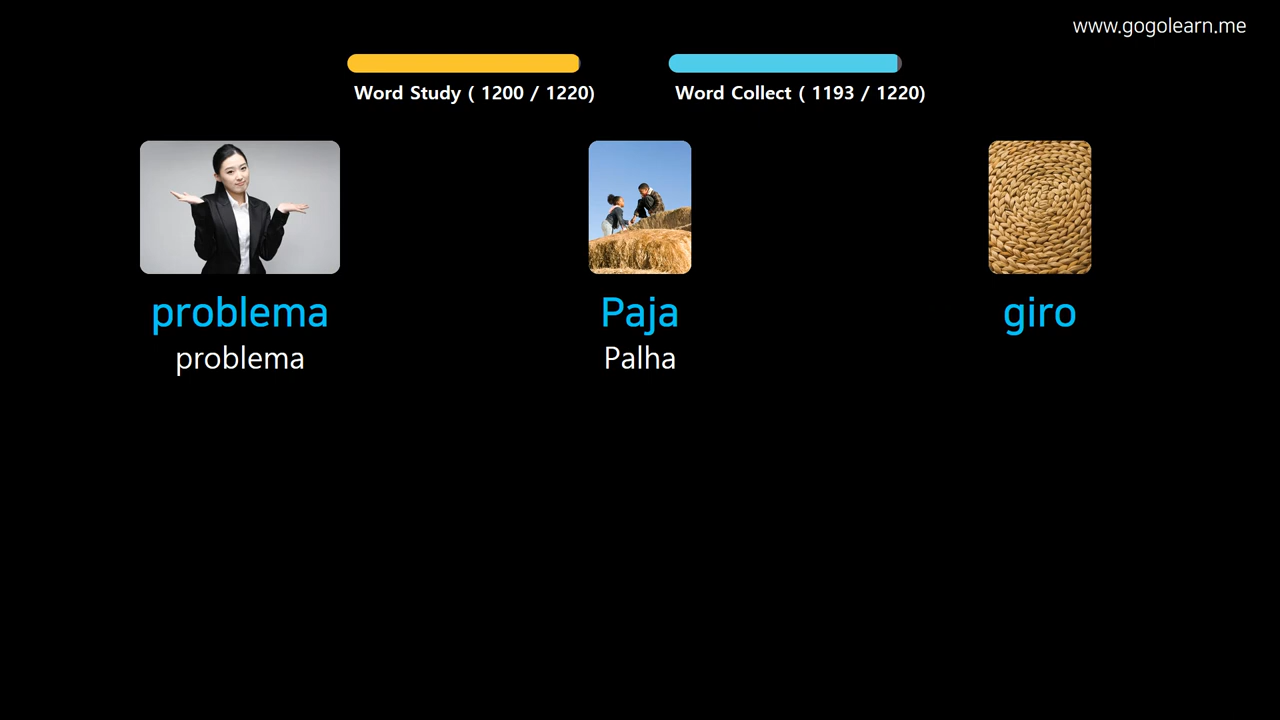 www.gogolearn.me
Word Study ( 1200 / 1220)
Word Collect ( 1193 / 1220)
problema
problema
Paja
Palha
giro